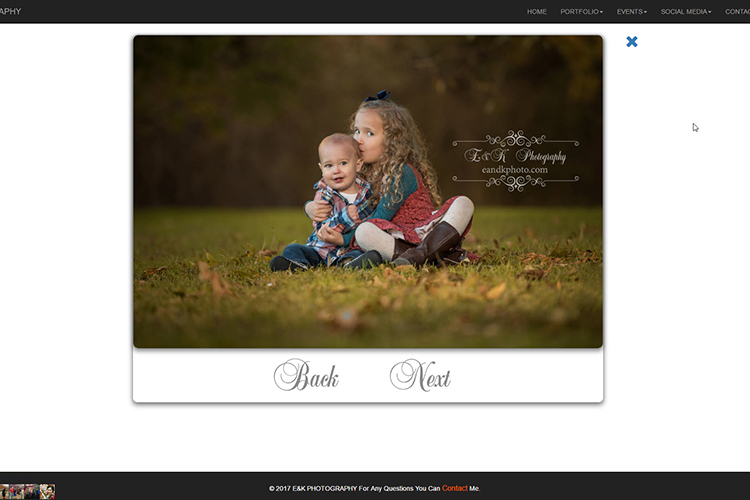 APHY
HOME
PORTFOLIO
EVENTS
SOCIAL MEDIA
CONTAC
E&K Photography
eandkphoto.com
Back
Next
© 2017 E&K PHOTOGRAPHY For Any Questions You Can Contact Me.